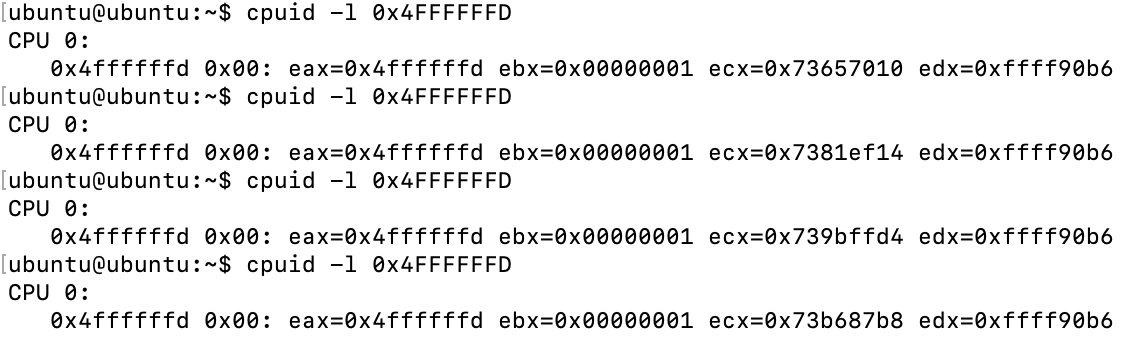 [ubuntu@ubuntu:~$ cpuid -l 0x4FFFFFFD
CPU 0:
0x4ffffffd 0x00: eax=0x4ffffffd ebx=0x00000001 ecx=0x73657010 edx=0xffff90b6
[ubuntu@ubuntu:~$ cpuid -l 0x4FFFFFFD
CPU 0:
0x4ffffffd 0x00: eax=0x4ffffffd ebx=0x00000001 ecx=0x7381ef14 edx=0xffff90b6
[ubuntu@ubuntu:~$ cpuid -l 0x4FFFFFFD
CPU 0:
0x4ffffffd 0x00: eax=0x4ffffffd ebx=0x00000001 ecx=0x739bffd4 edx=0xffff90b6
[ubuntu@ubuntu:~$ cpuid -l 0x4FFFFFFD
CPU 0:
0x4ffffffd 0x00: eax=0x4ffffffd ebx=0x00000001 ecx=0x73b687b8 edx=0xffff90b6